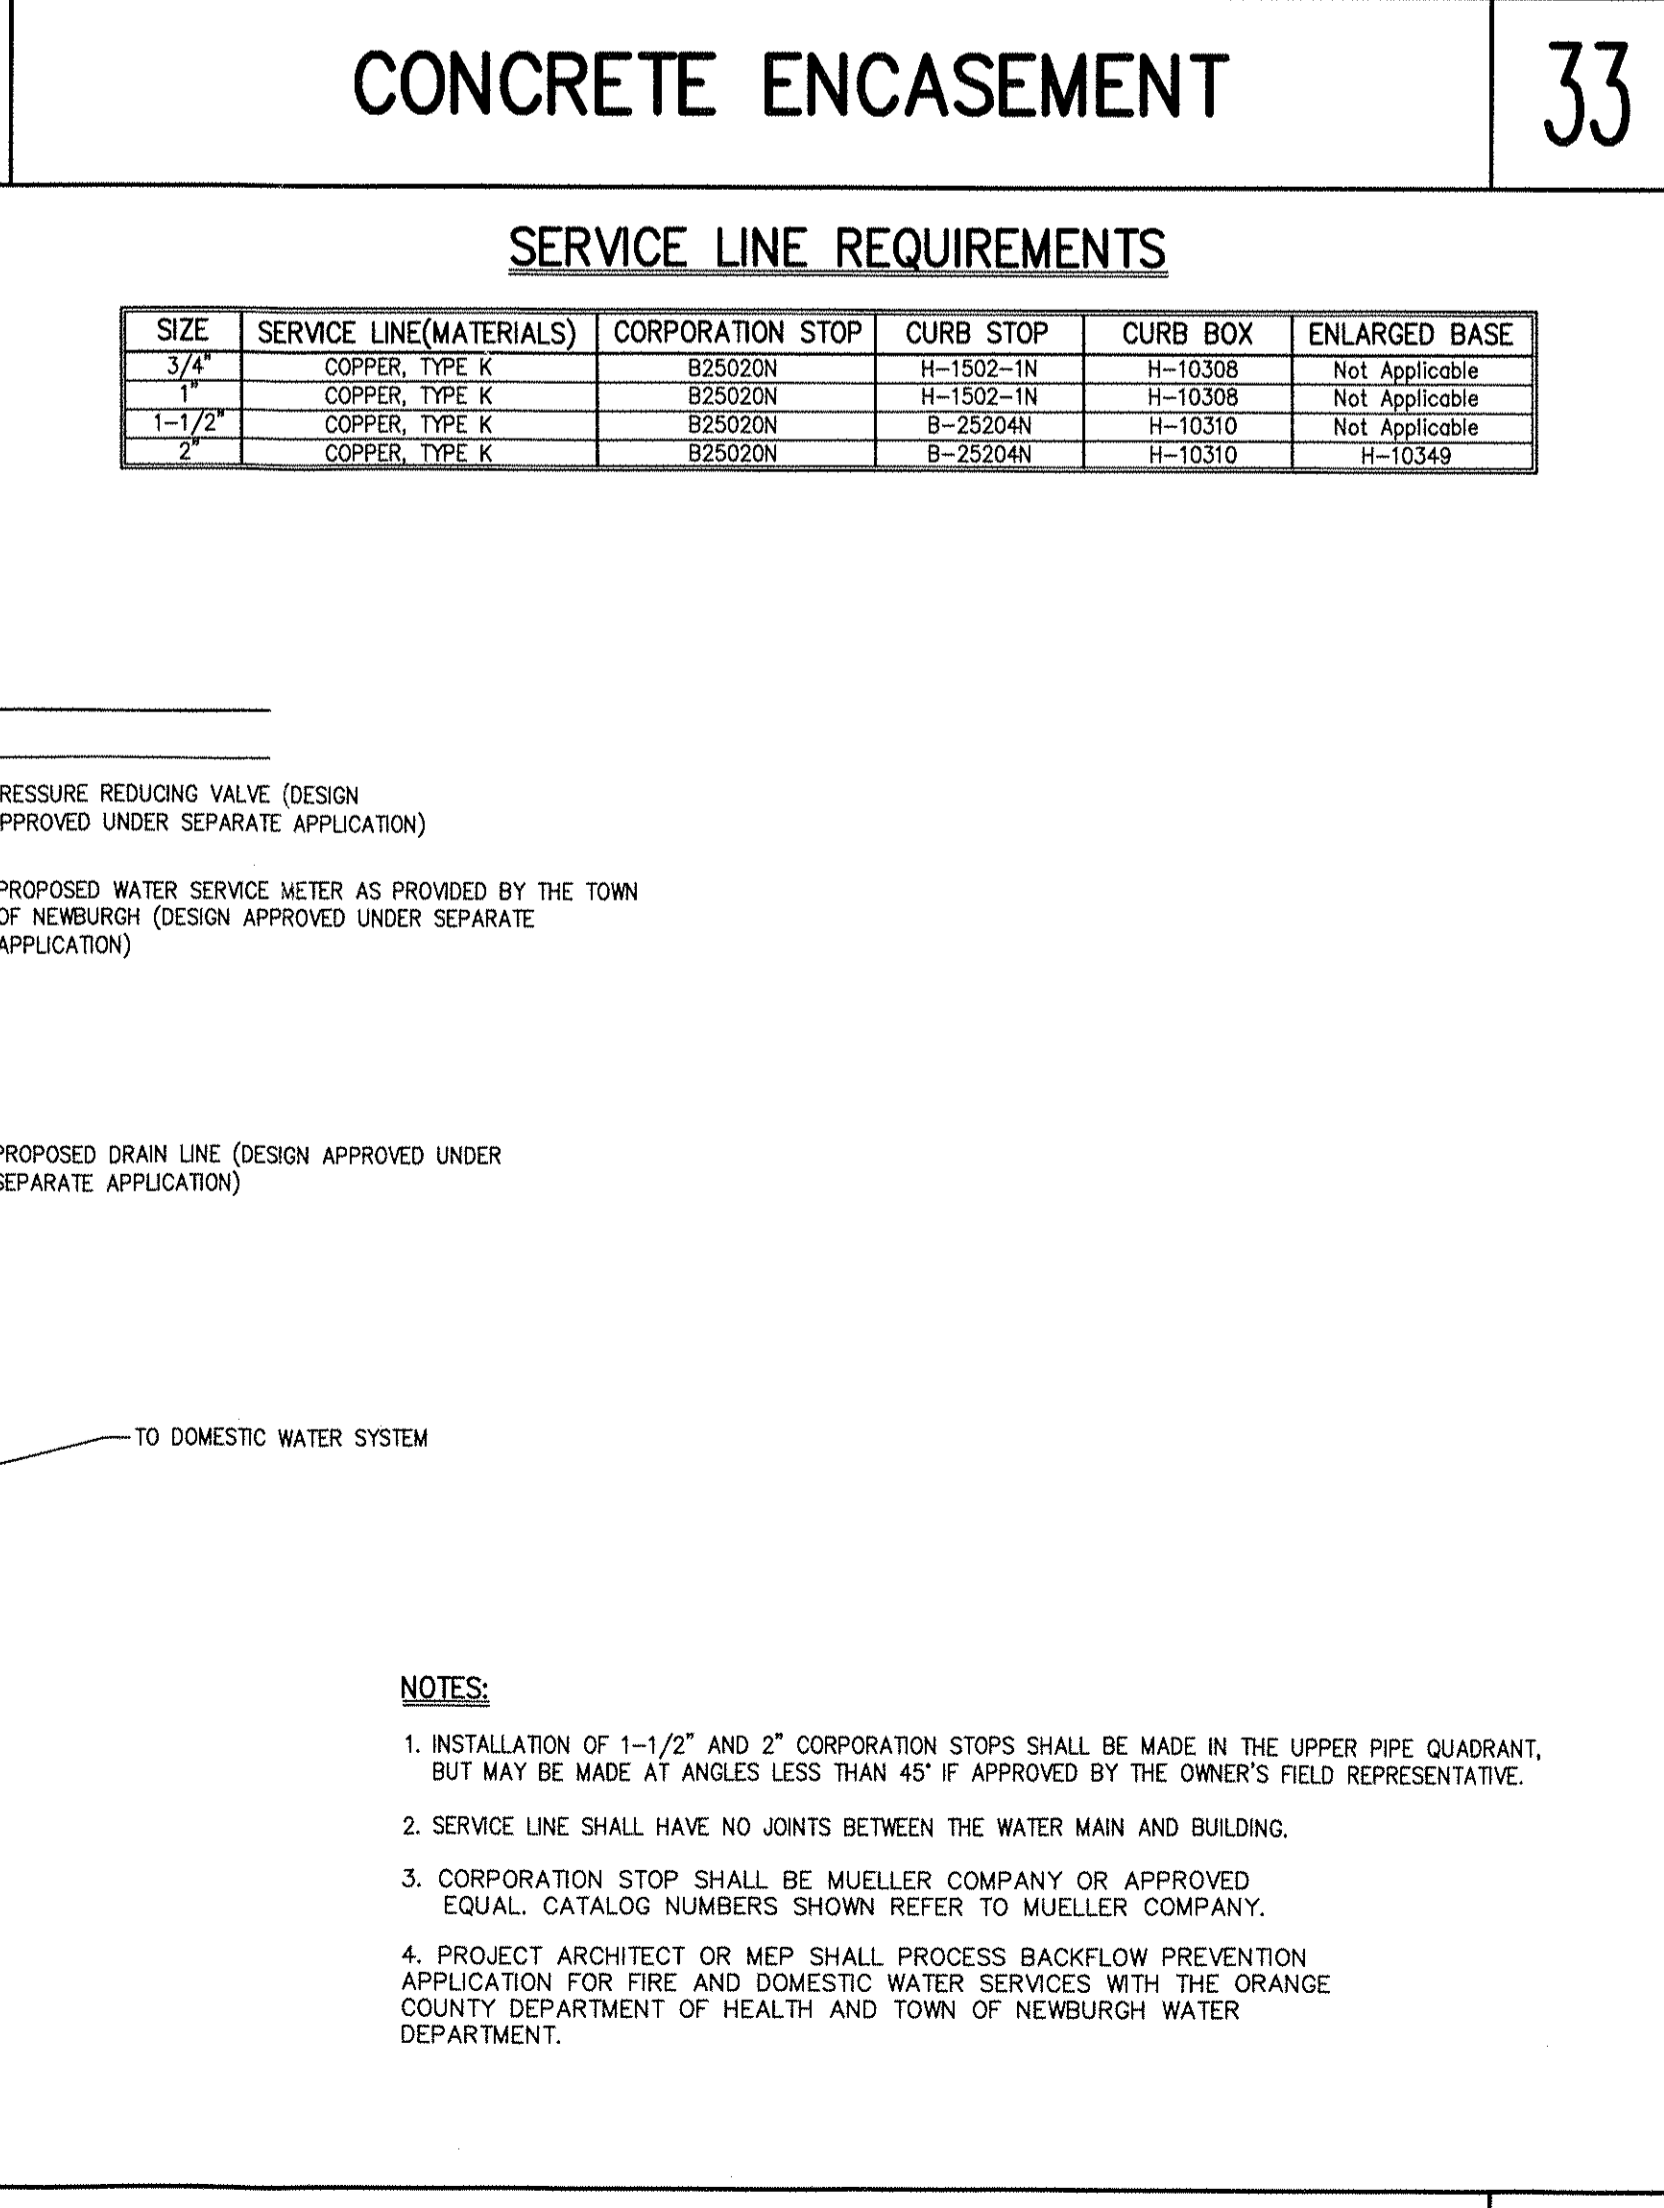 CONCRETE ENCASEMENT
33
SERVICE LINE REQUIREMENTS
SIZE SERVICE LINE(MATERIALS) CORPORATION STOP CURB STOP CURB BOX ENLARGED BASE
3/4" COPPER, TYPE K B25020N H-1502-1N H-10308 Not Applicable
1" COPPER, TYPE K B25020N H-1502-1N H-10308 Not Applicable
1-1/2" COPPER, TYPE K B25020N B-25204N H-10310 Not Applicable
2" COPPER, TYPE K B25020N B-25204N H-10310 H-10349
RESSURE REDUCING VALVE (DESIGN
PPROVED UNDER SEPARATE APPLICATION)
PROPOSED WATER SERVICE METER AS PROVIDED BY THE TOWN
OF NEWBURGH (DESIGN APPROVED UNDER SEPARATE
APPLICATION)
PROPOSED DRAIN LINE (DESIGN APPROVED UNDER
SEPARATE APPLICATION)
TO DOMESTIC WATER SYSTEM
NOTES:
1. INSTALLATION OF 1-1/2" AND 2" CORPORATION STOPS SHALL BE MADE IN THE UPPER PIPE QUADRANT,
BUT MAY BE MADE AT ANGLES LESS THAN 45° IF APPROVED BY THE OWNER'S FIELD REPRESENTATIVE.
2. SERVICE LINE SHALL HAVE NO JOINTS BETWEEN THE WATER MAIN AND BUILDING.
3. CORPORATION STOP SHALL BE MUELLER COMPANY OR APPROVED
EQUAL. CATALOG NUMBERS SHOWN REFER TO MUELLER COMPANY.
4. PROJECT ARCHITECT OR MEP SHALL PROCESS BACKFLOW PREVENTION
APPLICATION FOR FIRE AND DOMESTIC WATER SERVICES WITH THE ORANGE
COUNTY DEPARTMENT OF HEALTH AND TOWN OF NEWBURGH WATER
DEPARTMENT.